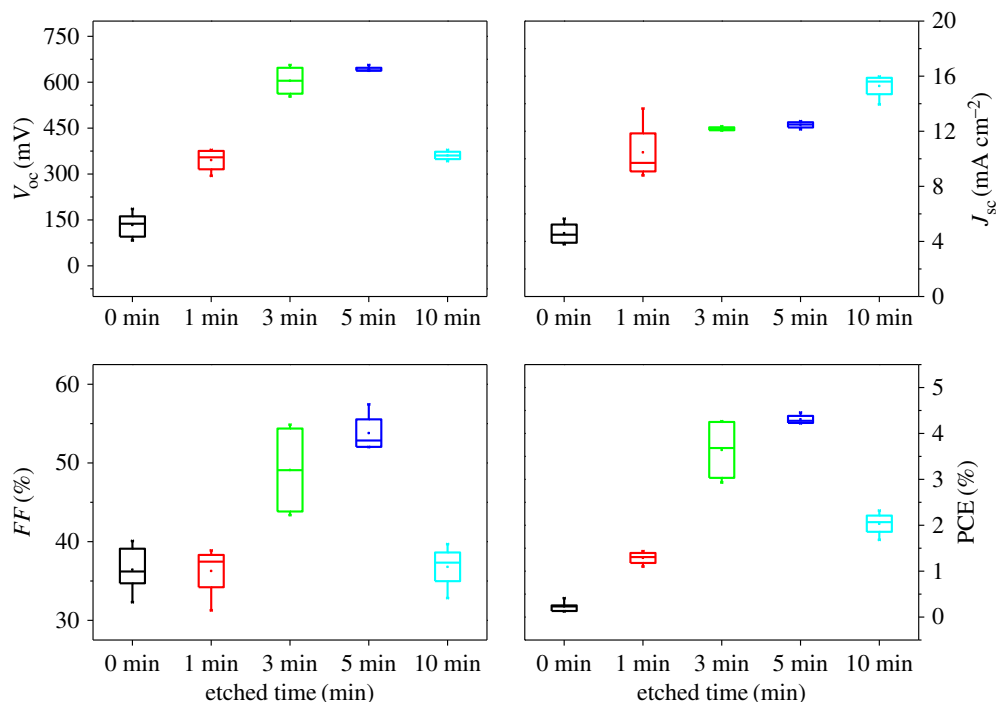 750
600
450
300
150
0
V_oc (mV)
0 min 1 min 3 min 5 min 10 min
20
16
12
8
4
0
J_sc (mA cm⁻²)
0 min 1 min 3 min 5 min 10 min
60
50
40
30
FF (%)
0 min 1 min 3 min 5 min 10 min
etched time (min)
5
4
3
2
1
0
PCE (%)
0 min 1 min 3 min 5 min 10 min
etched time (min)